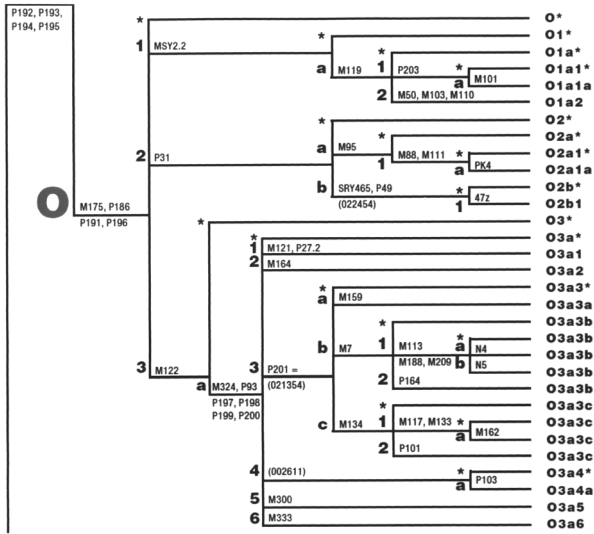 P192, P193,
P194, P195
* O*
1 MSY2.2
* O1*
a M119
* O1a*
1 P203
* O1a1*
a M101 O1a1a
2 M50, M103, M110 O1a2
2 P31
* O2*
a M95
* O2a*
1 M88, M111
* O2a1*
a PK4 O2a1a
b SRY465, P49
(022454)
* O2b*
1 47z O2b1
O M175, P186
P191, P196
* O3*
3 M122
a M324, P93
P197, P198
P199, P200
* O3a*
1 M121, P27.2 O3a1
2 M164 O3a2
3 P201 =
(021354)
* O3a3*
a M159 O3a3a
b M7
* O3a3b
1 M113
M188, M209
* O3a3b
a N4 O3a3b
b N5 O3a3b
2 P164 O3a3b
c M134
* O3a3c
1 M117, M133
* O3a3c
a M162 O3a3c
2 P101 O3a3c
4 (002611)
* O3a4*
a P103 O3a4a
5 M300 O3a5
6 M333 O3a6